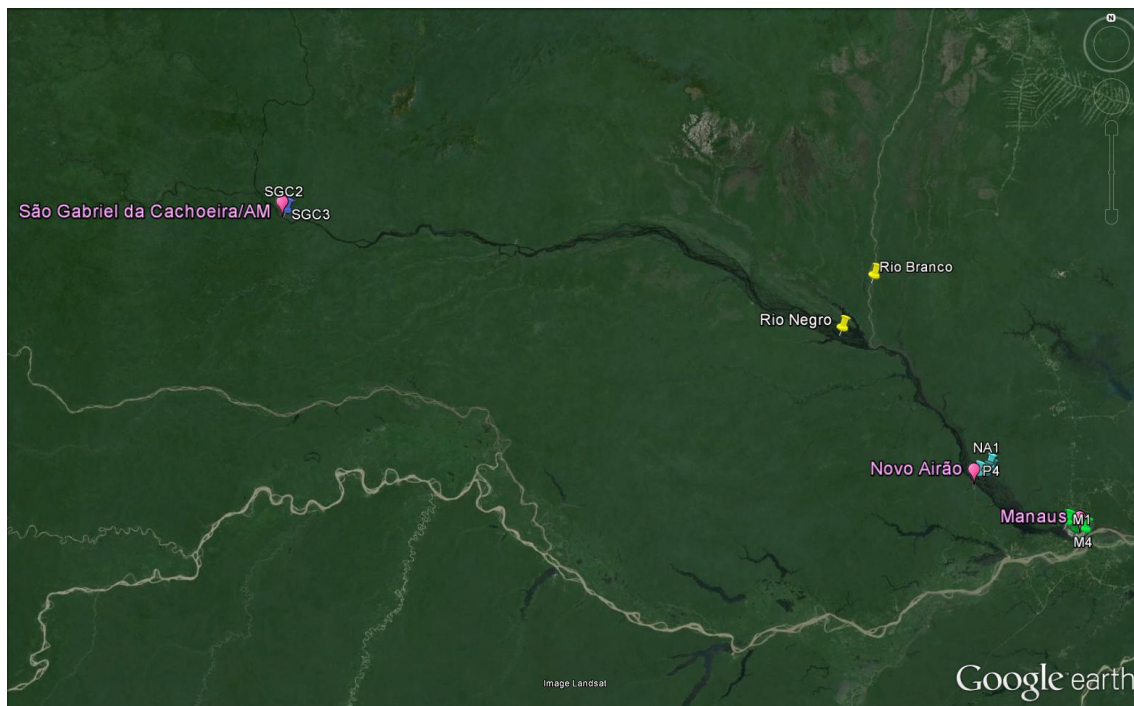 N
SGC2
São Gabriel da Cachoeira/AM
SGC3
Rio Branco
Rio Negro
NA1
Novo Airão
P4
Manaus
M1
M4
Image Landsat
Google earth